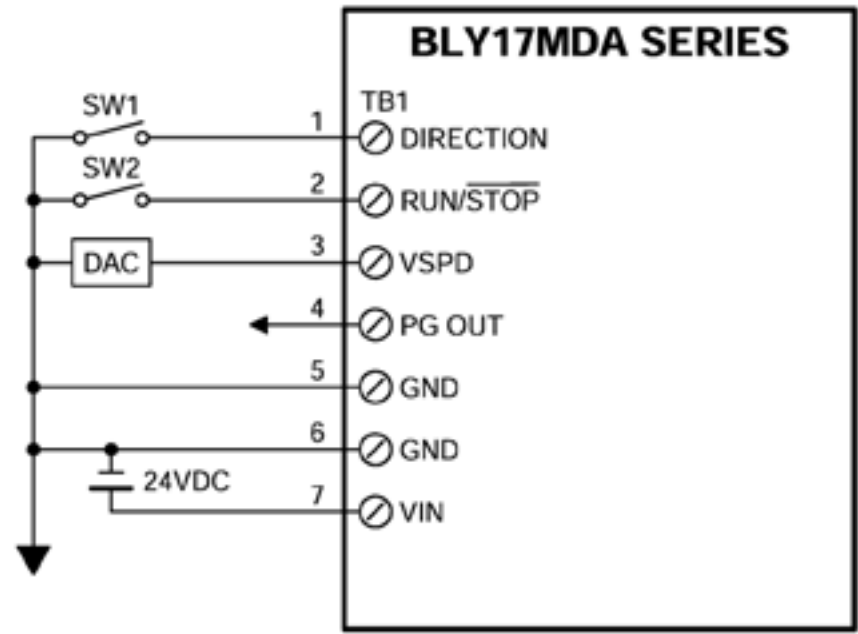 BLY17MDA SERIES
TB1
SW1
1
DIRECTION
SW2
2
RUN/S̅T̅O̅P̅
DAC
3
VSPD
4
PG OUT
5
GND
6
GND
24VDC
7
VIN